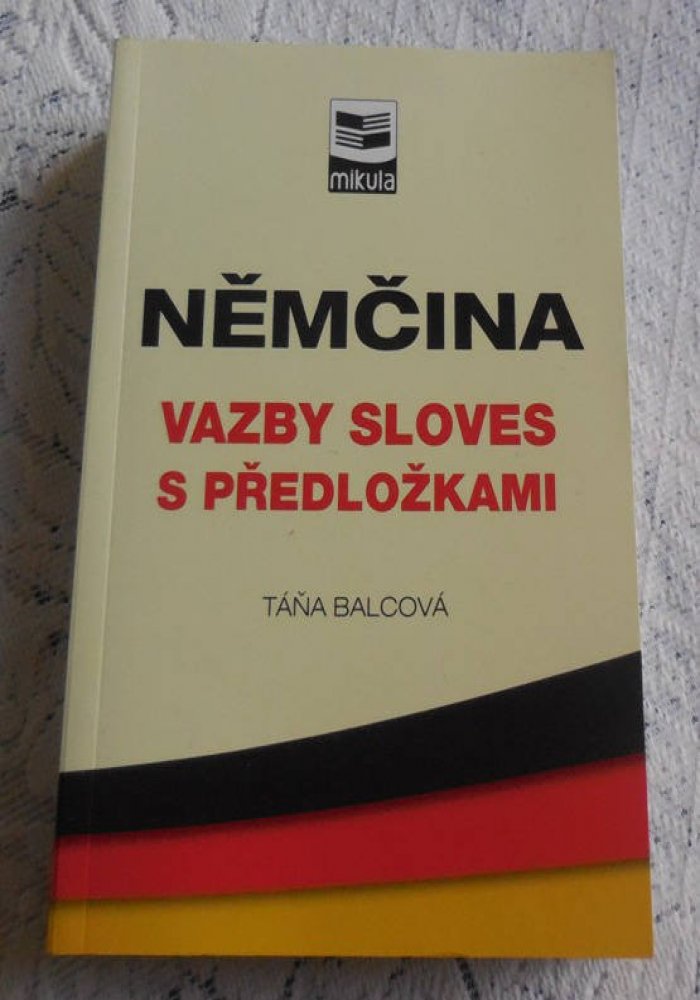 mikula
NĚMČINA
VAZBY SLOVES
S PŘEDLOŽKAMI
TÁŇA BALCOVÁ